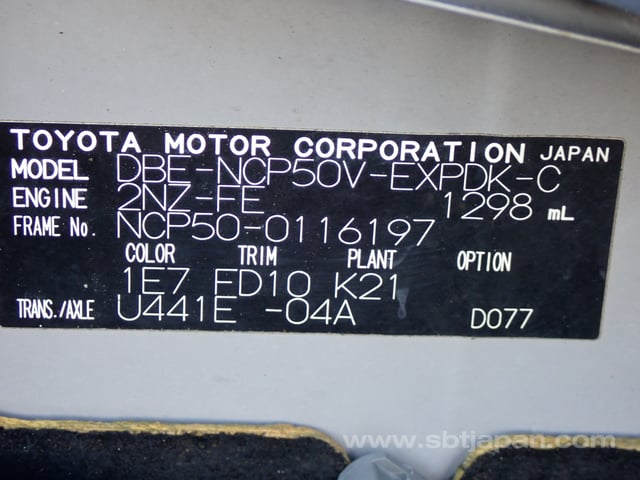 TOYOTA MOTOR CORPORATION JAPAN
MODEL DBE-NCP50V-EXPDK-C
ENGINE 2NZ-FE 1298 mL
FRAME No. NCP50-0116197
COLOR TRIM PLANT OPTION
1E7 FD10 K21
TRANS./AXLE U441E -04A D077
www.sbtjapan.com